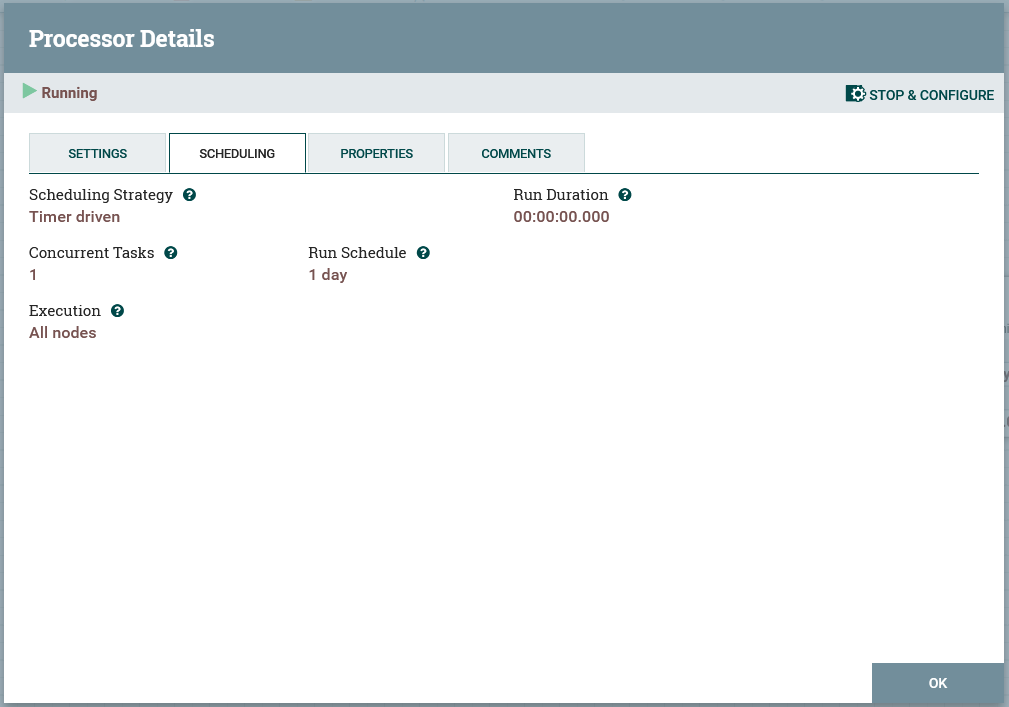 Processor Details
Running
STOP & CONFIGURE
SETTINGS
SCHEDULING
PROPERTIES
COMMENTS
Scheduling Strategy
Run Duration
Timer driven
00:00:00.000
Concurrent Tasks
Run Schedule
1
1 day
Execution
All nodes
OK